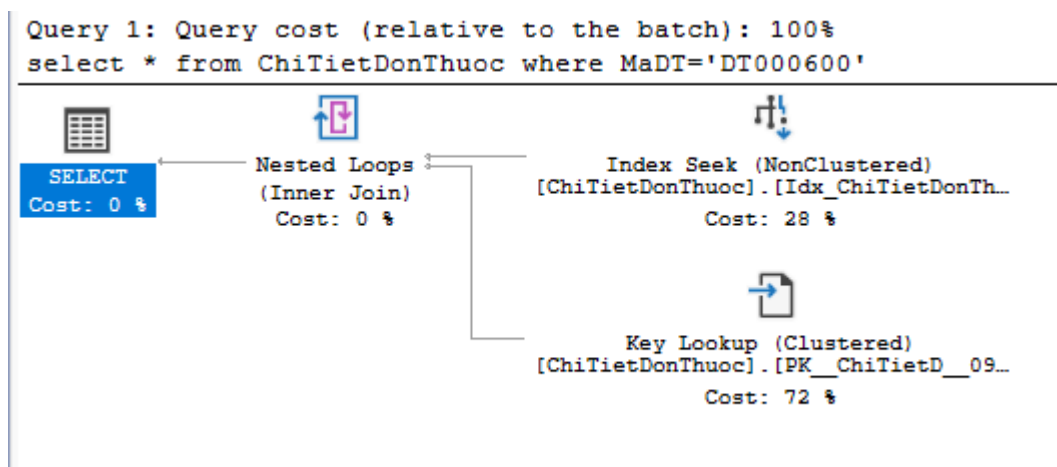 Query 1: Query cost (relative to the batch): 100%
select * from ChiTietDonThuoc where MaDT='DT000600'
SELECT
Cost: 0 %
Nested Loops
(Inner Join)
Cost: 0 %
Index Seek (NonClustered)
[ChiTietDonThuoc].[Idx_ChiTietDonTh…
Cost: 28 %
Key Lookup (Clustered)
[ChiTietDonThuoc].[PK__ChiTietD__09…
Cost: 72 %